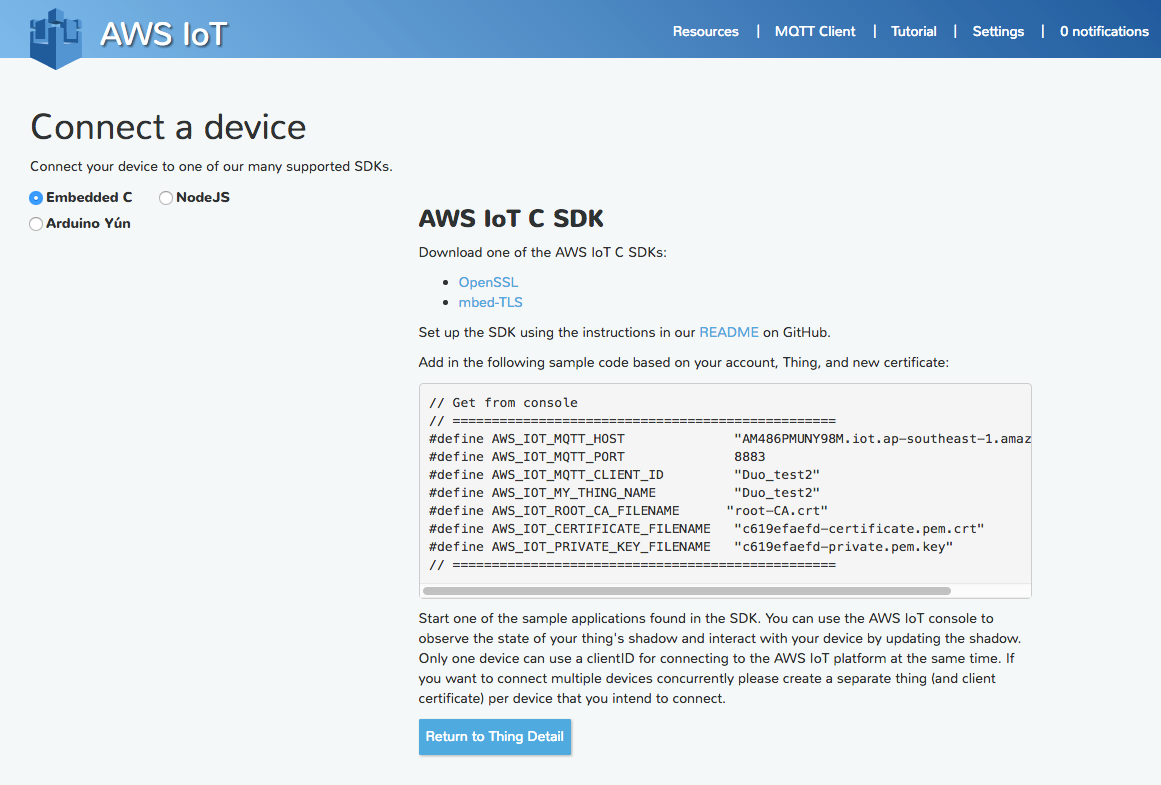 AWS IoT
Resources | MQTT Client | Tutorial | Settings | 0 notifications
Connect a device
Connect your device to one of our many supported SDKs.
Embedded C NodeJS
Arduino Yún
AWS IoT C SDK
Download one of the AWS IoT C SDKs:
• OpenSSL
• mbed-TLS
Set up the SDK using the instructions in our README on GitHub.
Add in the following sample code based on your account, Thing, and new certificate:
// Get from console
// =================================================
#define AWS_IOT_MQTT_HOST              "AM486PMUNY98M.iot.ap-southeast-1.amaz
#define AWS_IOT_MQTT_PORT              8883
#define AWS_IOT_MQTT_CLIENT_ID         "Duo_test2"
#define AWS_IOT_MY_THING_NAME          "Duo_test2"
#define AWS_IOT_ROOT_CA_FILENAME      "root-CA.crt"
#define AWS_IOT_CERTIFICATE_FILENAME   "c619efaefd-certificate.pem.crt"
#define AWS_IOT_PRIVATE_KEY_FILENAME   "c619efaefd-private.pem.key"
// =================================================
Start one of the sample applications found in the SDK. You can use the AWS IoT console to
observe the state of your thing's shadow and interact with your device by updating the shadow.
Only one device can use a clientID for connecting to the AWS IoT platform at the same time. If
you want to connect multiple devices concurrently please create a separate thing (and client
certificate) per device that you intend to connect.
Return to Thing Detail